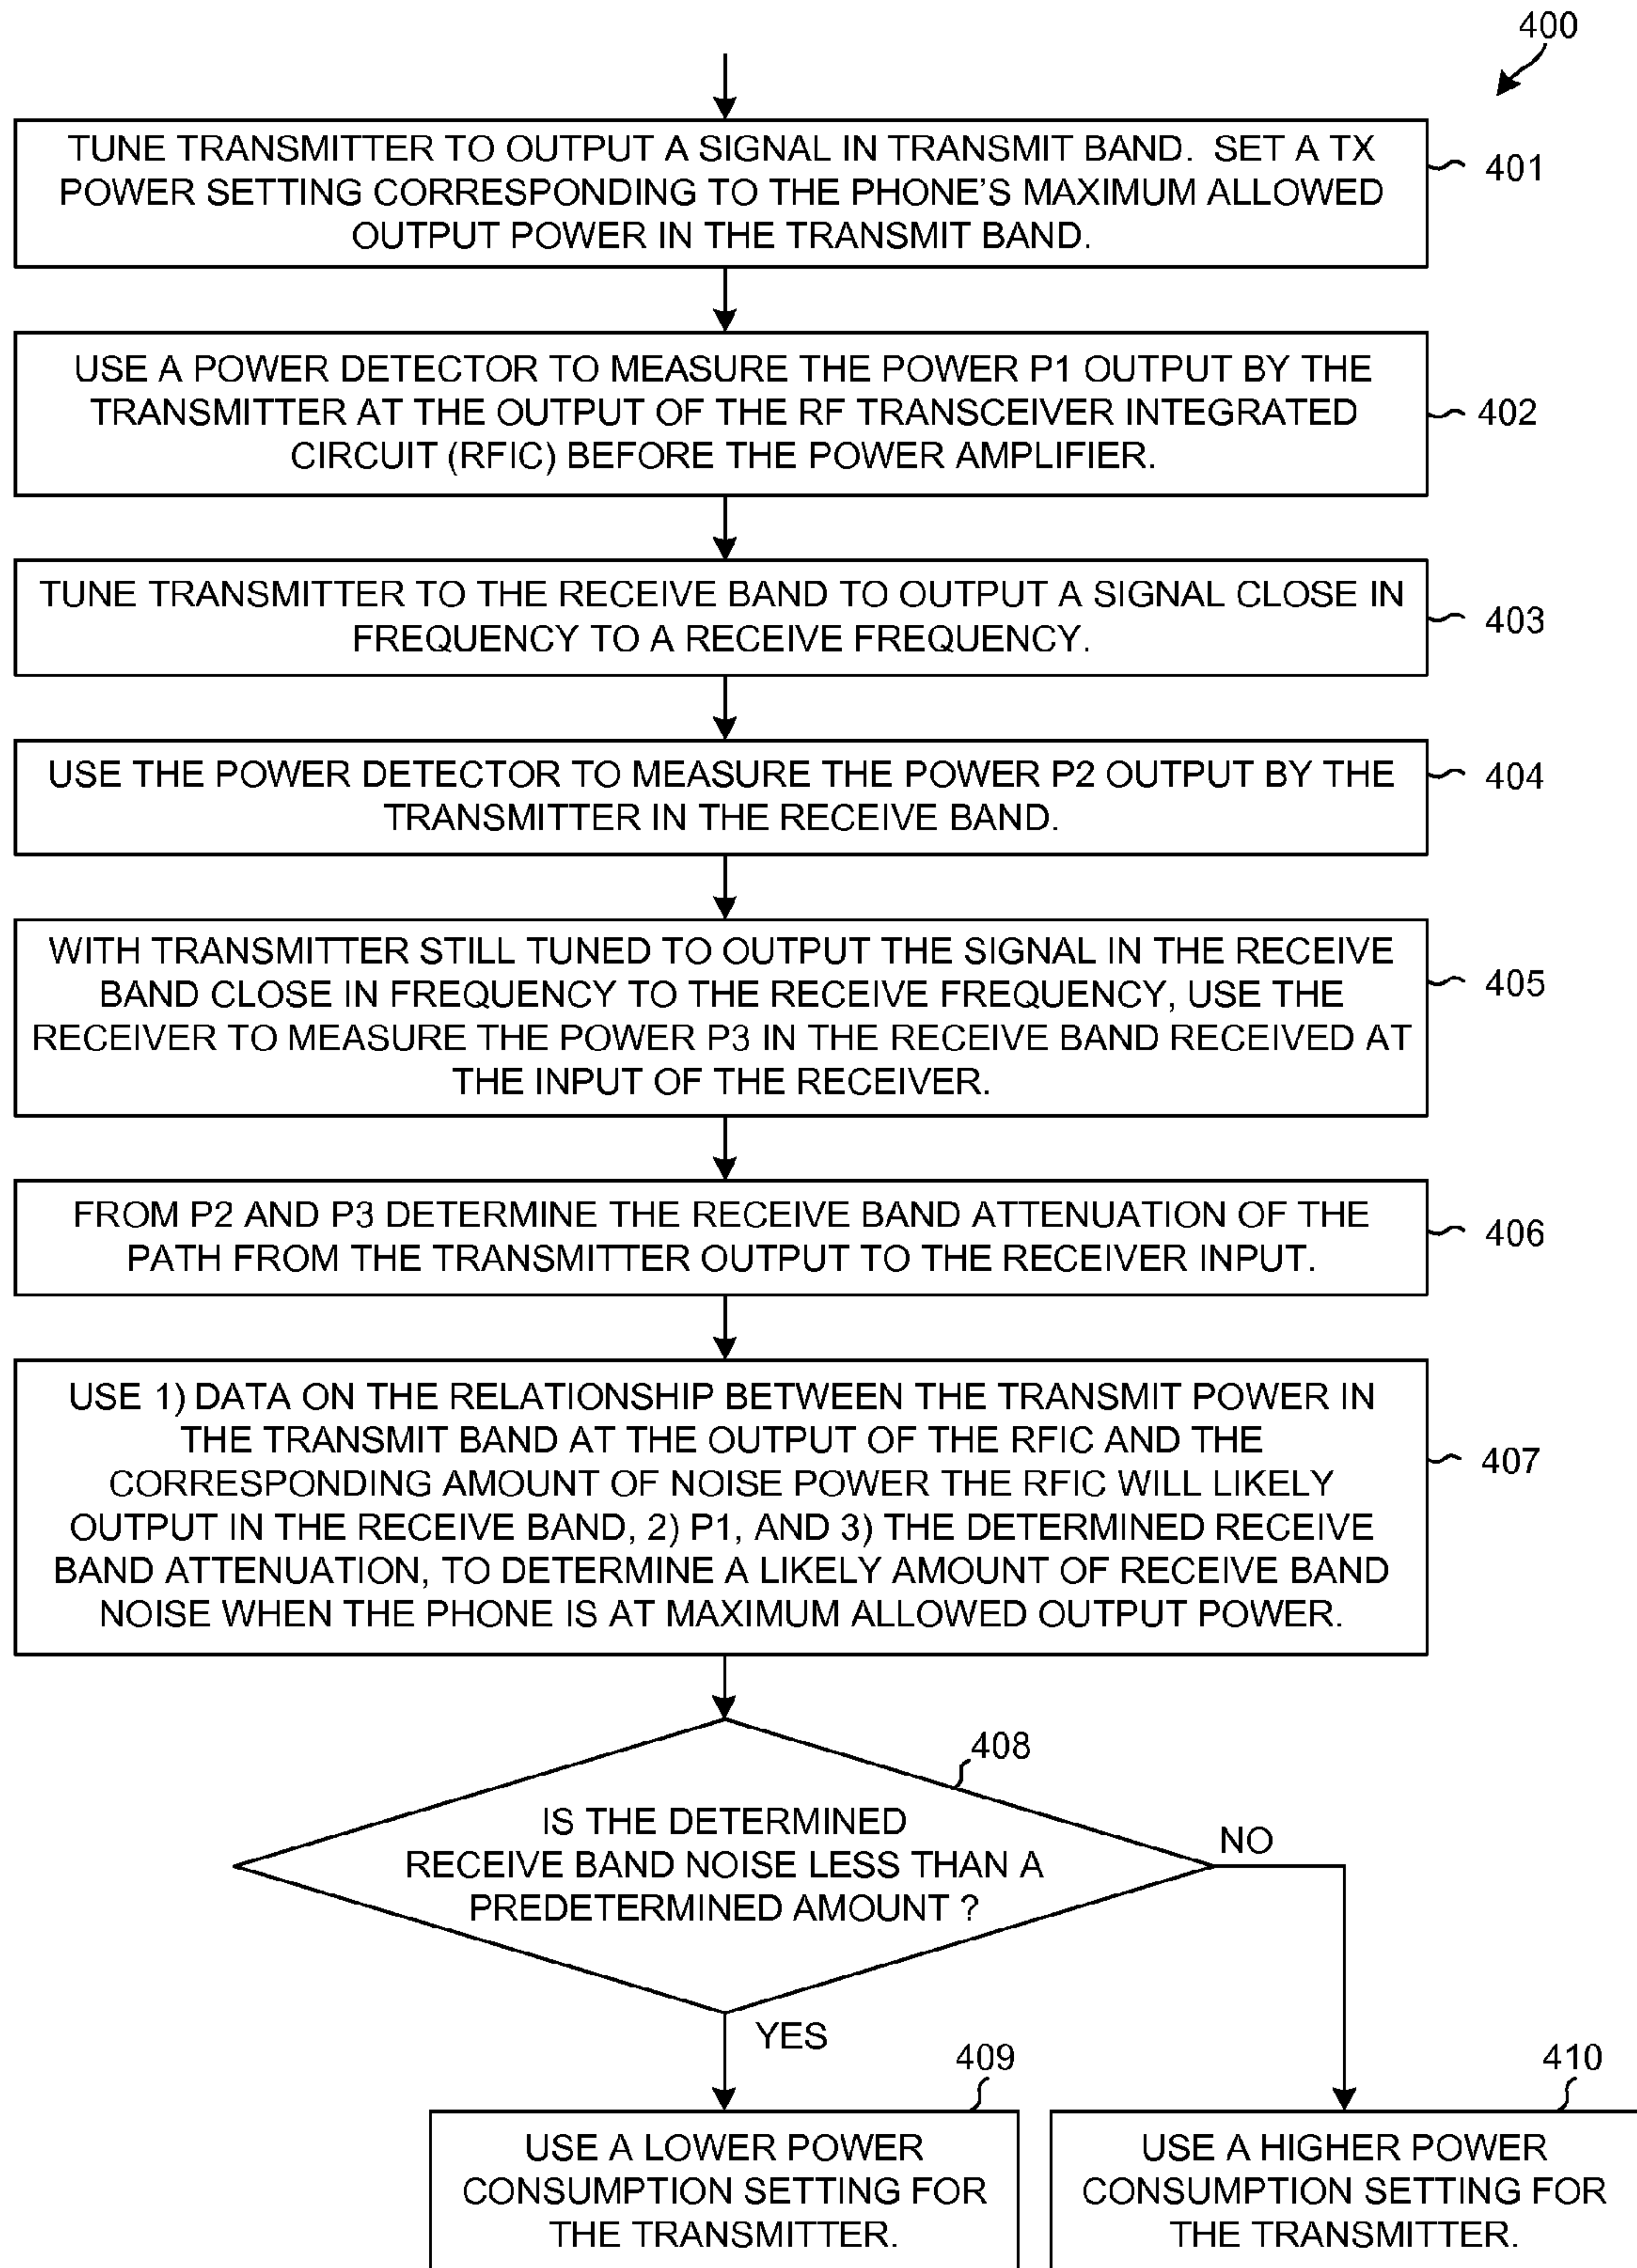 400
TUNE TRANSMITTER TO OUTPUT A SIGNAL IN TRANSMIT BAND. SET A TX
POWER SETTING CORRESPONDING TO THE PHONE'S MAXIMUM ALLOWED
OUTPUT POWER IN THE TRANSMIT BAND.
401
USE A POWER DETECTOR TO MEASURE THE POWER P1 OUTPUT BY THE
TRANSMITTER AT THE OUTPUT OF THE RF TRANSCEIVER INTEGRATED
CIRCUIT (RFIC) BEFORE THE POWER AMPLIFIER.
402
TUNE TRANSMITTER TO THE RECEIVE BAND TO OUTPUT A SIGNAL CLOSE IN
FREQUENCY TO A RECEIVE FREQUENCY.
403
USE THE POWER DETECTOR TO MEASURE THE POWER P2 OUTPUT BY THE
TRANSMITTER IN THE RECEIVE BAND.
404
WITH TRANSMITTER STILL TUNED TO OUTPUT THE SIGNAL IN THE RECEIVE
BAND CLOSE IN FREQUENCY TO THE RECEIVE FREQUENCY, USE THE
RECEIVER TO MEASURE THE POWER P3 IN THE RECEIVE BAND RECEIVED AT
THE INPUT OF THE RECEIVER.
405
FROM P2 AND P3 DETERMINE THE RECEIVE BAND ATTENUATION OF THE
PATH FROM THE TRANSMITTER OUTPUT TO THE RECEIVER INPUT.
406
USE 1) DATA ON THE RELATIONSHIP BETWEEN THE TRANSMIT POWER IN
THE TRANSMIT BAND AT THE OUTPUT OF THE RFIC AND THE
CORRESPONDING AMOUNT OF NOISE POWER THE RFIC WILL LIKELY
OUTPUT IN THE RECEIVE BAND, 2) P1, AND 3) THE DETERMINED RECEIVE
BAND ATTENUATION, TO DETERMINE A LIKELY AMOUNT OF RECEIVE BAND
NOISE WHEN THE PHONE IS AT MAXIMUM ALLOWED OUTPUT POWER.
407
408
IS THE DETERMINED
RECEIVE BAND NOISE LESS THAN A
PREDETERMINED AMOUNT ?
NO
YES
409
USE A LOWER POWER
CONSUMPTION SETTING FOR
THE TRANSMITTER.
410
USE A HIGHER POWER
CONSUMPTION SETTING FOR
THE TRANSMITTER.